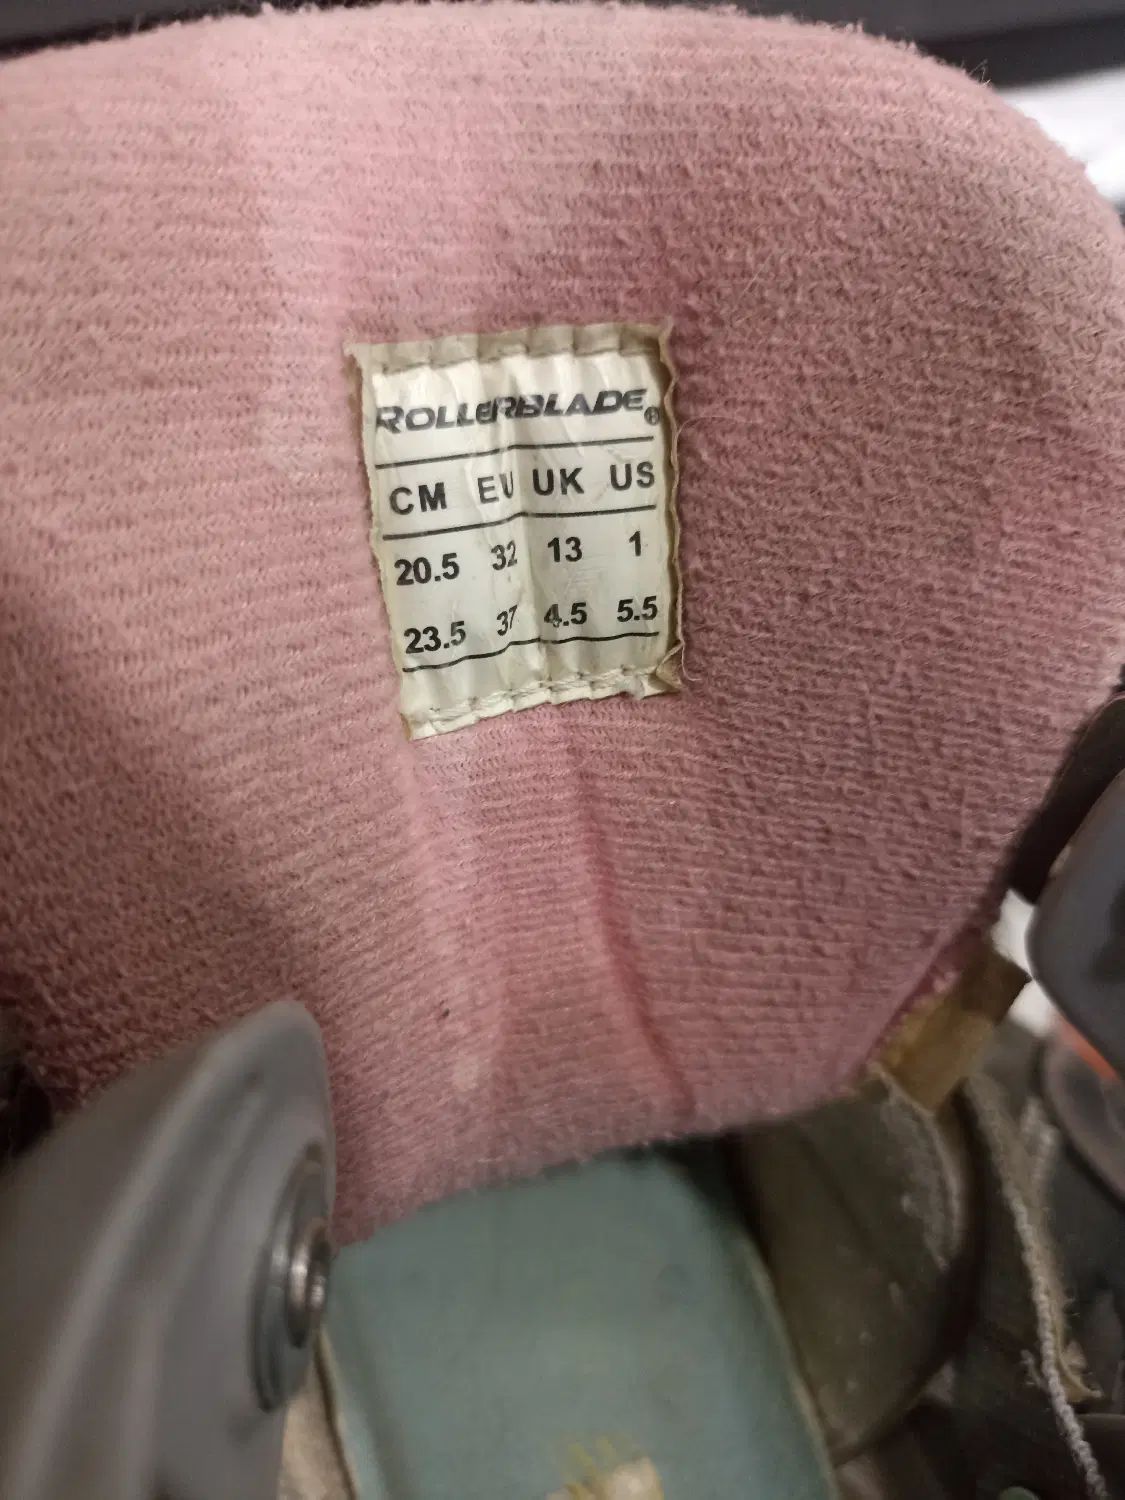 ROLLERBLADE®
CM EU UK US
20.5 32 13 1
23.5 37 4.5 5.5